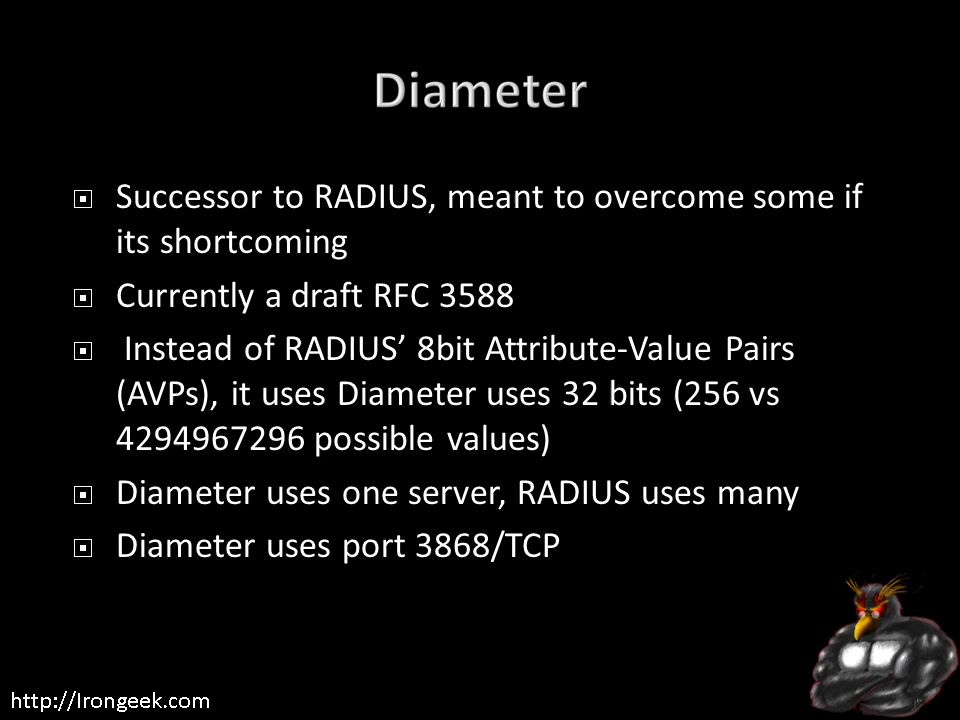 Diameter
Successor to RADIUS, meant to overcome some if
its shortcoming
Currently a draft RFC 3588
Instead of RADIUS’ 8bit Attribute-Value Pairs
(AVPs), it uses Diameter uses 32 bits (256 vs
4294967296 possible values)
Diameter uses one server, RADIUS uses many
Diameter uses port 3868/TCP
http://Irongeek.com